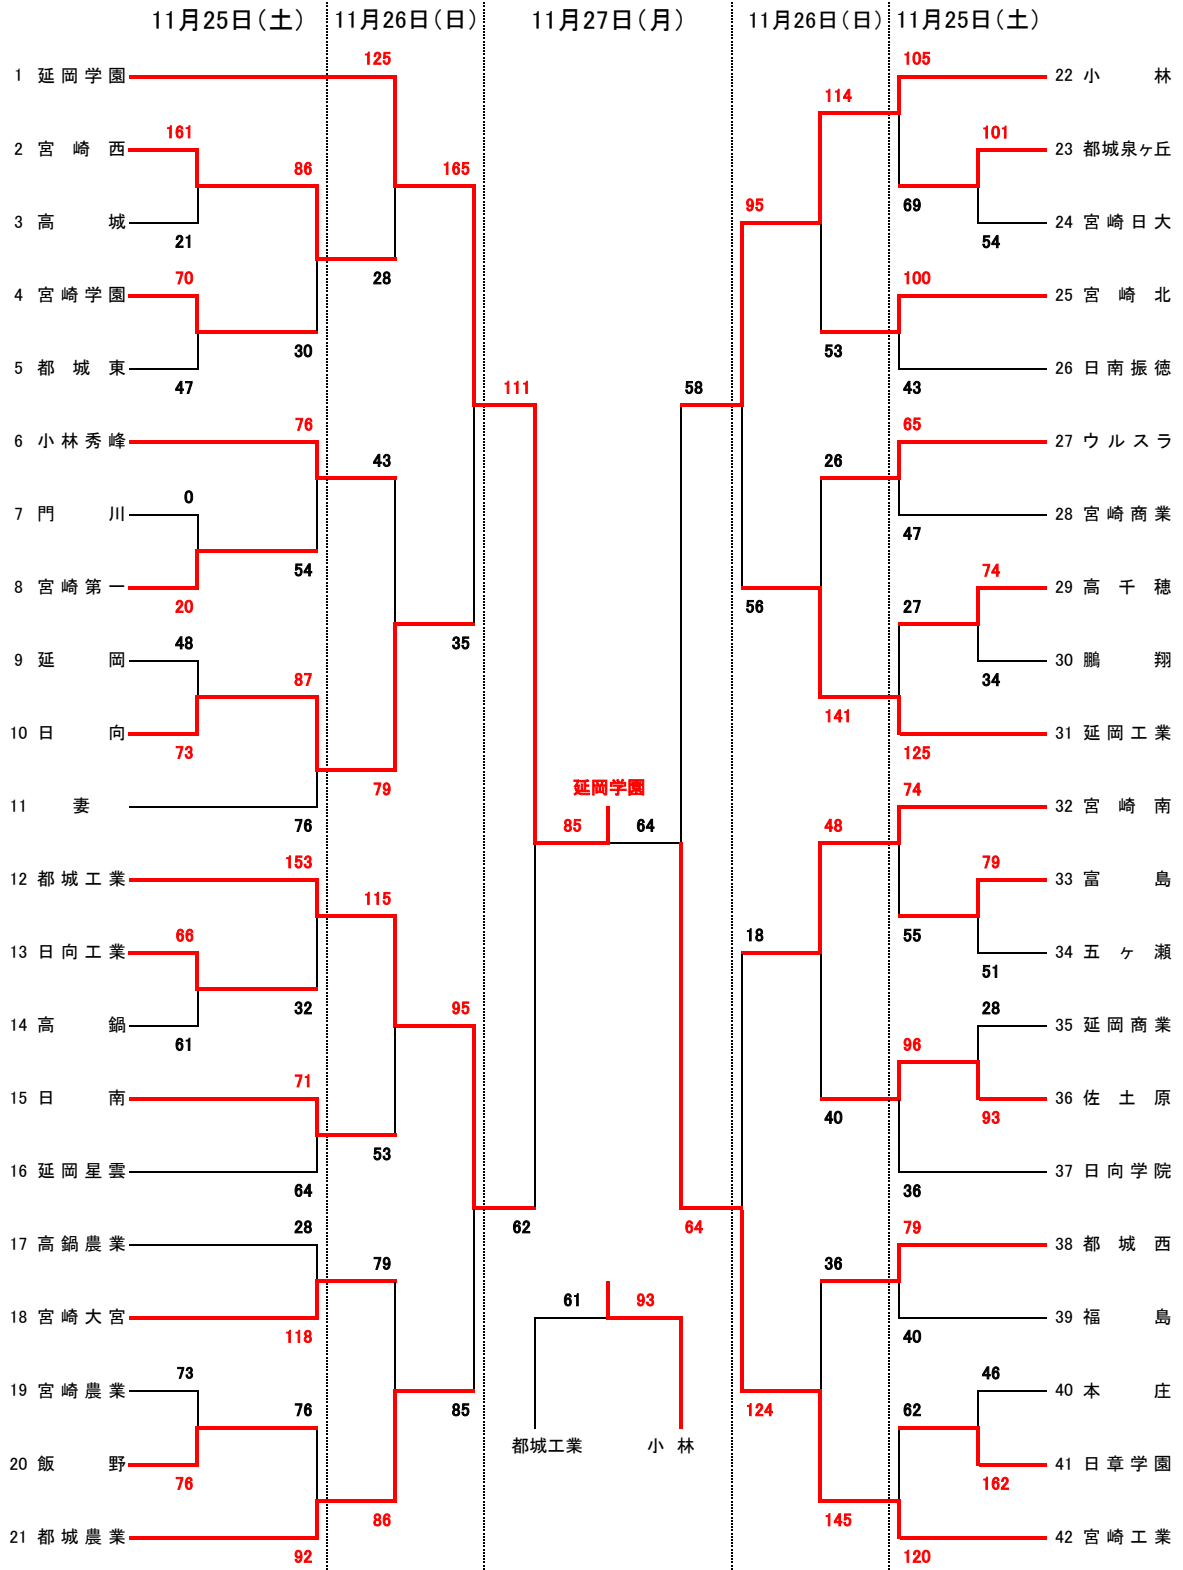 11月25日（土）
11月26日（日）
11月27日（月）
11月26日（日）
11月25日（土）
1 延岡学園
2 宮崎西
3 高城
4 宮崎学園
5 都城東
6 小林秀峰
7 門川
8 宮崎第一
9 延岡
10 日向
11 妻
12 都城工業
13 日向工業
14 高鍋
15 日南
16 延岡星雲
17 高鍋農業
18 宮崎大宮
19 宮崎農業
20 飯野
21 都城農業
161
21
70
47
0
20
48
73
66
61
73
76
86
30
76
54
87
76
153
32
71
64
28
118
76
92
125
28
43
79
115
53
79
86
165
35
95
85
111
62
延岡学園
85
64
61
93
都城工業
小林
58
64
95
56
18
124
114
53
26
141
48
40
36
145
105
69
100
43
65
47
27
125
74
55
96
36
79
40
62
120
101
54
74
34
79
51
28
93
46
162
22 小林
23 都城泉ヶ丘
24 宮崎日大
25 宮崎北
26 日南振徳
27 ウルスラ
28 宮崎商業
29 高千穂
30 鵬翔
31 延岡工業
32 宮崎南
33 富島
34 五ヶ瀬
35 延岡商業
36 佐土原
37 日向学院
38 都城西
39 福島
40 本庄
41 日章学園
42 宮崎工業